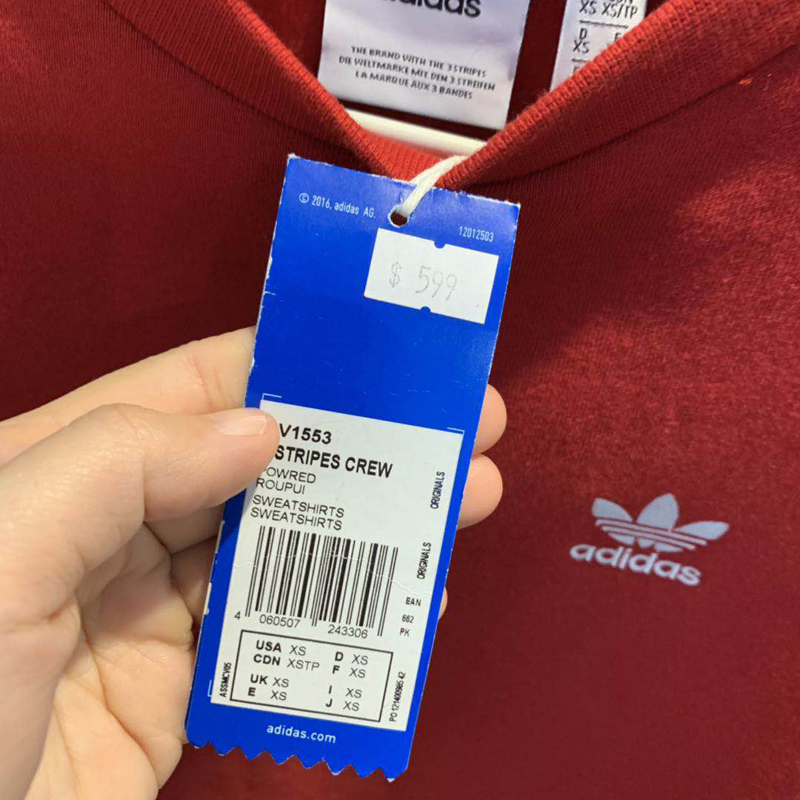 adidas
THE BRAND WITH THE 3 STRIPES
DIE WELTMARKE MIT DEN 3 STREIFEN
LA MARQUE AUX 3 BANDES
XS XS/TP
D
XS
© 2016, adidas AG.
12012503
$ 599
V1553
STRIPES CREW
OWRED
ROUPUI
SWEATSHIRTS
SWEATSHIRTS
ORIGINALS
ORIGINALS
EAN
662
PK
4 060507 243306
USA XS D XS
CDN XSTP F XS
UK XS I XS
E XS J XS
ASSMCV05
adidas.com
adidas